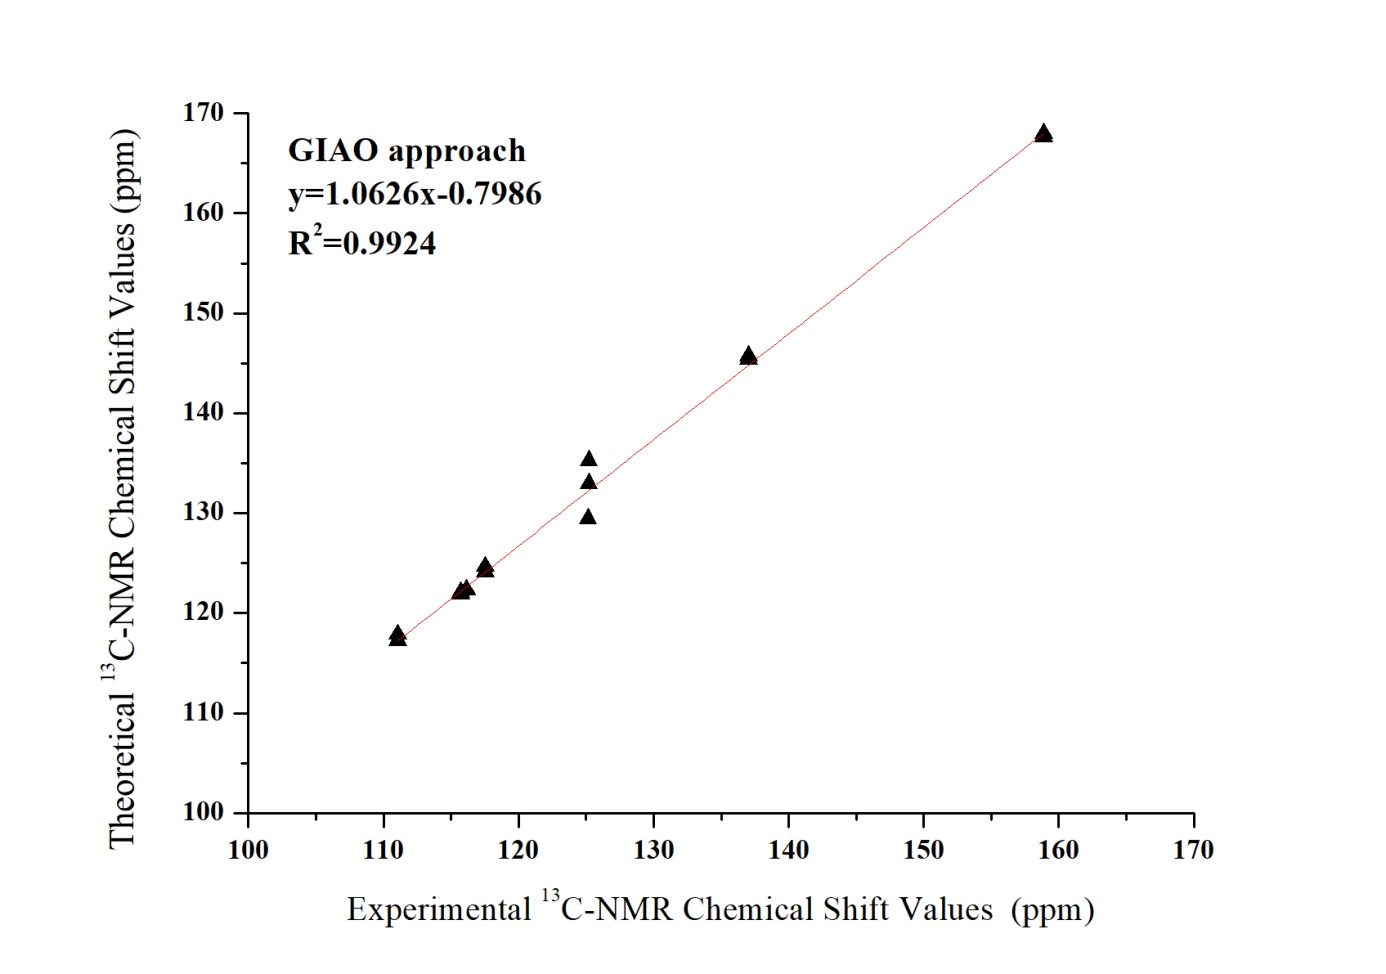 GIAO approach
y=1.0626x-0.7986
R²=0.9924
Theoretical ¹³C-NMR Chemical Shift Values (ppm)
170
160
150
140
130
120
110
100
100 110 120 130 140 150 160 170
Experimental ¹³C-NMR Chemical Shift Values (ppm)